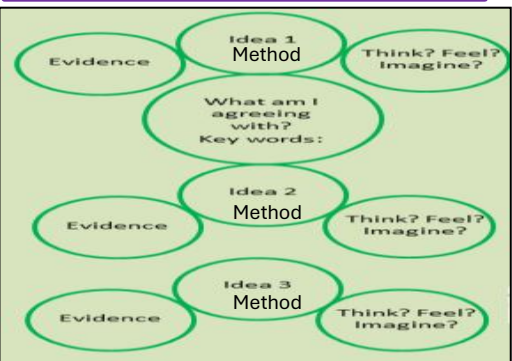 Idea 1
Method
Evidence
Think? Feel?
Imagine?
What am I
agreeing
with?
Key words:
Idea 2
Method
Evidence
Think? Feel?
Imagine?
Idea 3
Method
Evidence
Think? Feel?
Imagine?